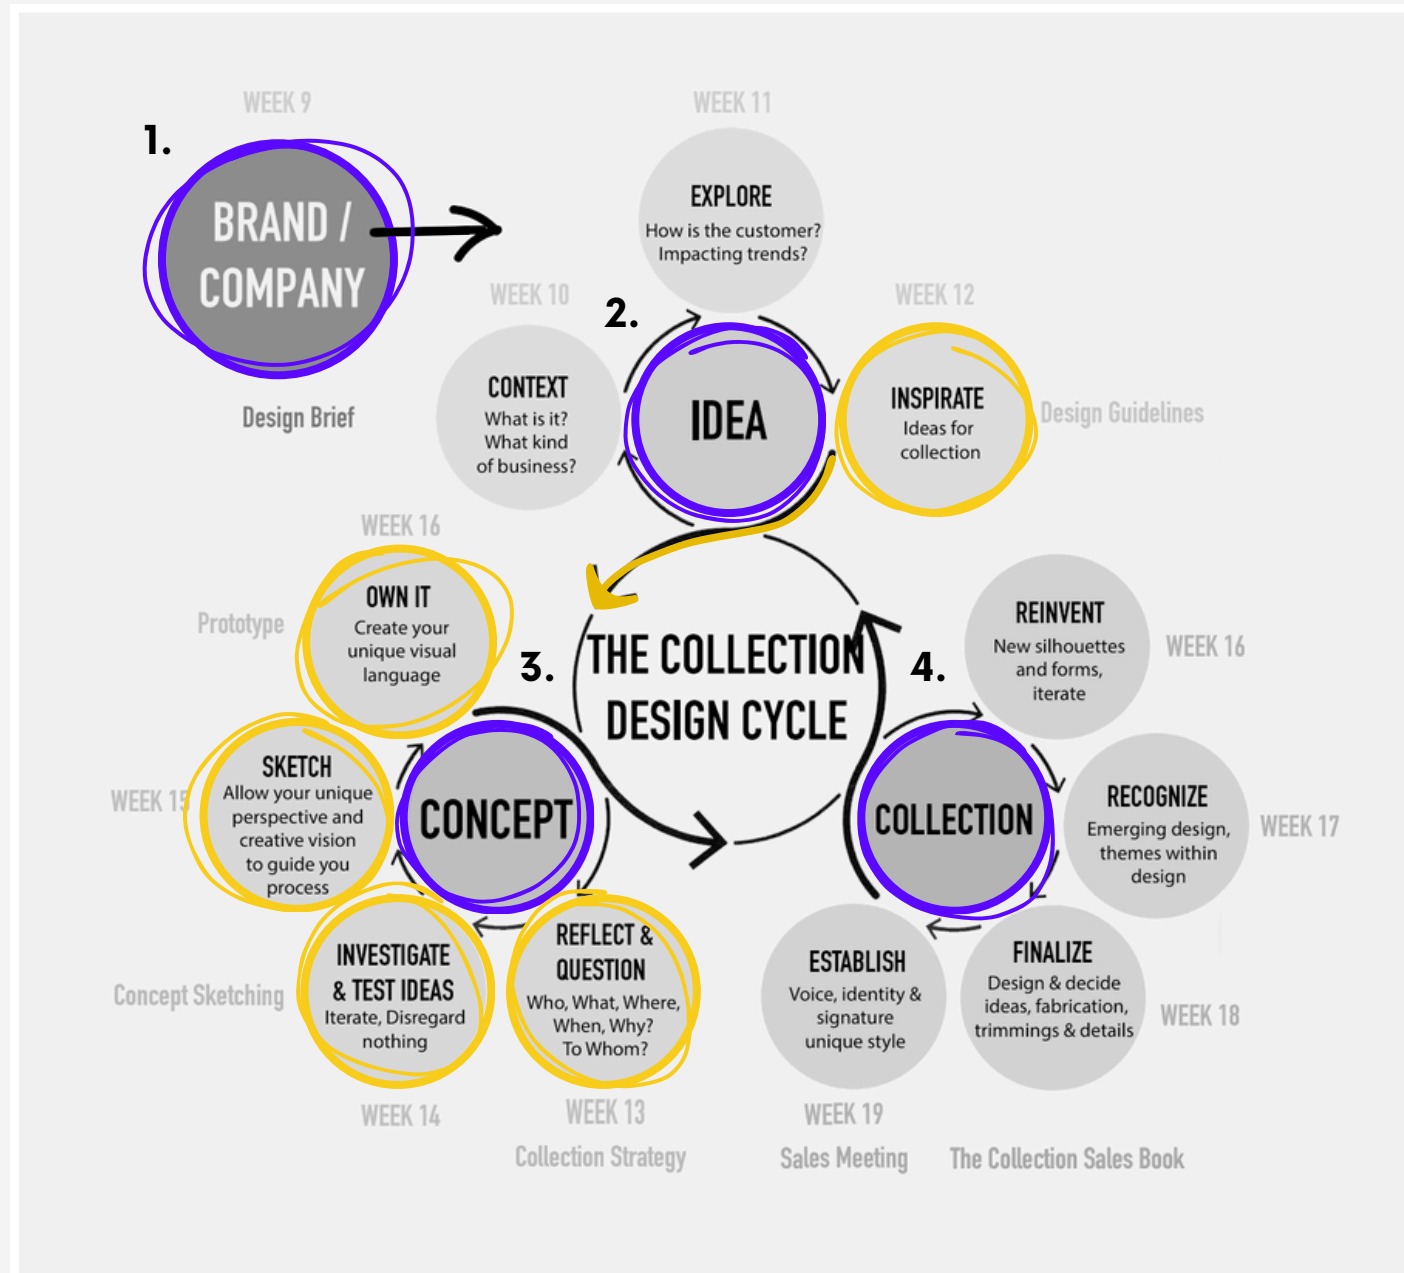 WEEK 9
1.
BRAND /
COMPANY
Design Brief
WEEK 11
EXPLORE
How is the customer?
Impacting trends?
WEEK 10
CONTEXT
What is it?
What kind
of business?
2.
IDEA
WEEK 12
INSPIRATE
Ideas for
collection
Design Guidelines
THE COLLECTION
DESIGN CYCLE
3.
CONCEPT
WEEK 13
REFLECT &
QUESTION
Who, What, Where,
When, Why?
To Whom?
Collection Strategy
WEEK 14
INVESTIGATE
& TEST IDEAS
Iterate, Disregard
nothing
Concept Sketching
WEEK 15
SKETCH
Allow your unique
perspective and
creative vision
to guide you
process
WEEK 16
OWN IT
Create your
unique visual
language
Prototype
4.
COLLECTION
REINVENT
New silhouettes
and forms,
iterate
WEEK 16
RECOGNIZE
Emerging design,
themes within
design
WEEK 17
FINALIZE
Design & decide
ideas, fabrication,
trimmings & details
WEEK 18
The Collection Sales Book
ESTABLISH
Voice, identity &
signature
unique style
WEEK 19
Sales Meeting